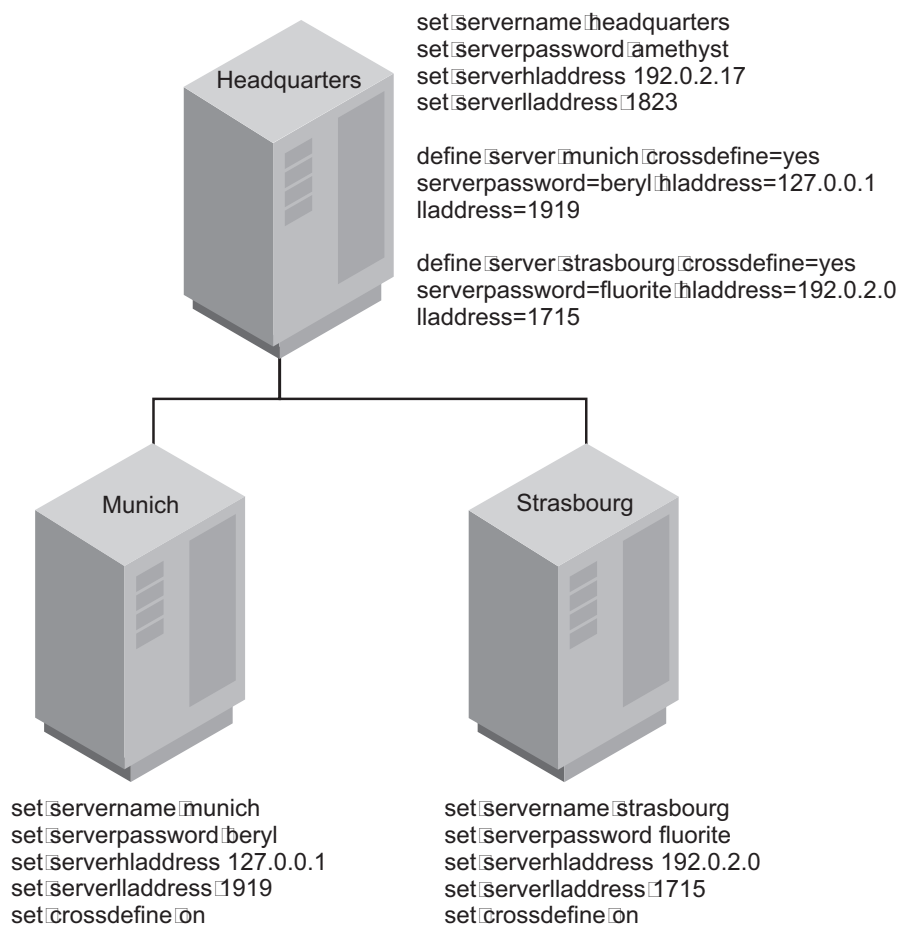 Headquarters
set servername headquarters
set serverpassword amethyst
set serverhladdress 192.0.2.17
set serverlladdress 1823
define server munich crossdefine=yes
serverpassword=beryl hladdress=127.0.0.1
lladdress=1919
define server strasbourg crossdefine=yes
serverpassword=fluorite hladdress=192.0.2.0
lladdress=1715
Munich
set servername munich
set serverpassword beryl
set serverhladdress 127.0.0.1
set serverlladdress 1919
set crossdefine on
Strasbourg
set servername strasbourg
set serverpassword fluorite
set serverhladdress 192.0.2.0
set serverlladdress 1715
set crossdefine on